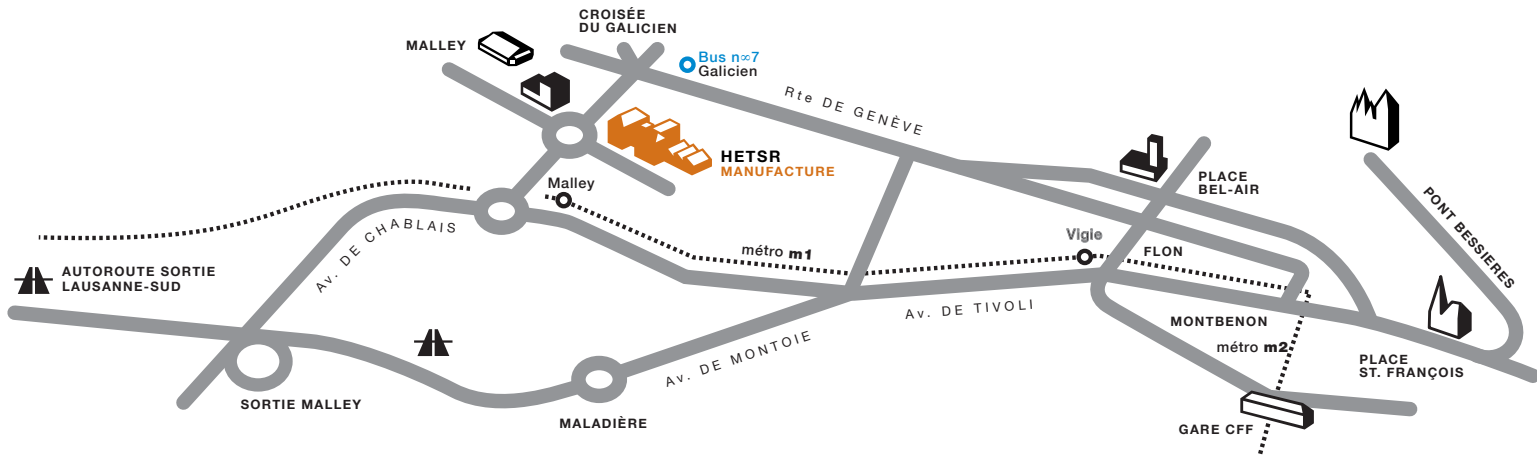 CROISÉE
DU GALICIEN
MALLEY
Bus n∞7
Galicien
Rte DE GENÈVE
HETSR
MANUFACTURE
Malley
PLACE
BEL-AIR
PONT BESSIERES
Av. DE CHABLAIS
métro m1
Vigie
FLON
AUTOROUTE SORTIE
LAUSANNE-SUD
Av. DE TIVOLI
MONTBENON
métro m2
Av. DE MONTOIE
PLACE
ST. FRANÇOIS
SORTIE MALLEY
MALADIÈRE
GARE CFF